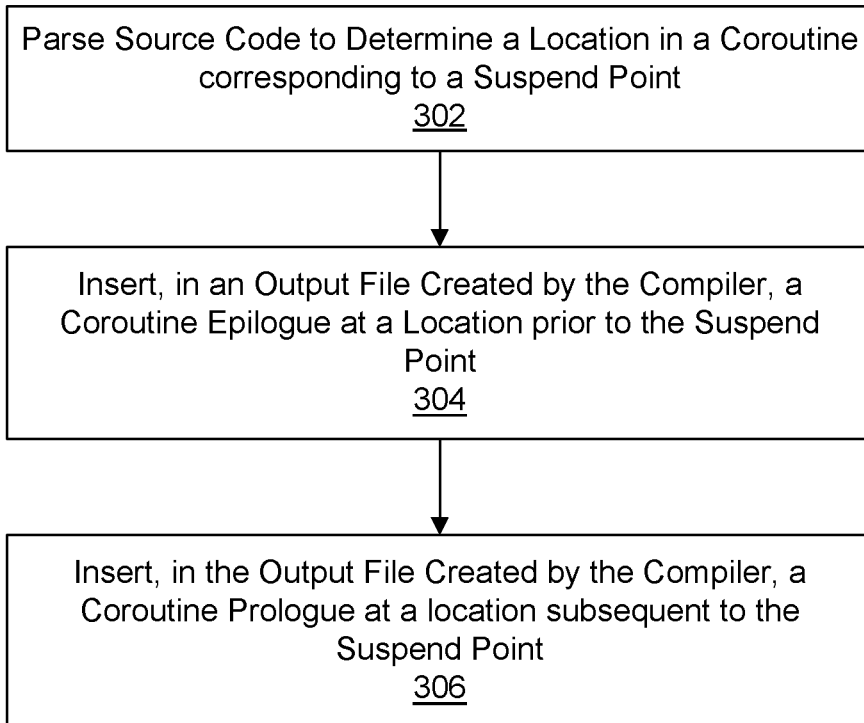 Parse Source Code to Determine a Location in a Coroutine
corresponding to a Suspend Point
302
Insert, in an Output File Created by the Compiler, a
Coroutine Epilogue at a Location prior to the Suspend
Point
304
Insert, in the Output File Created by the Compiler, a
Coroutine Prologue at a location subsequent to the
Suspend Point
306